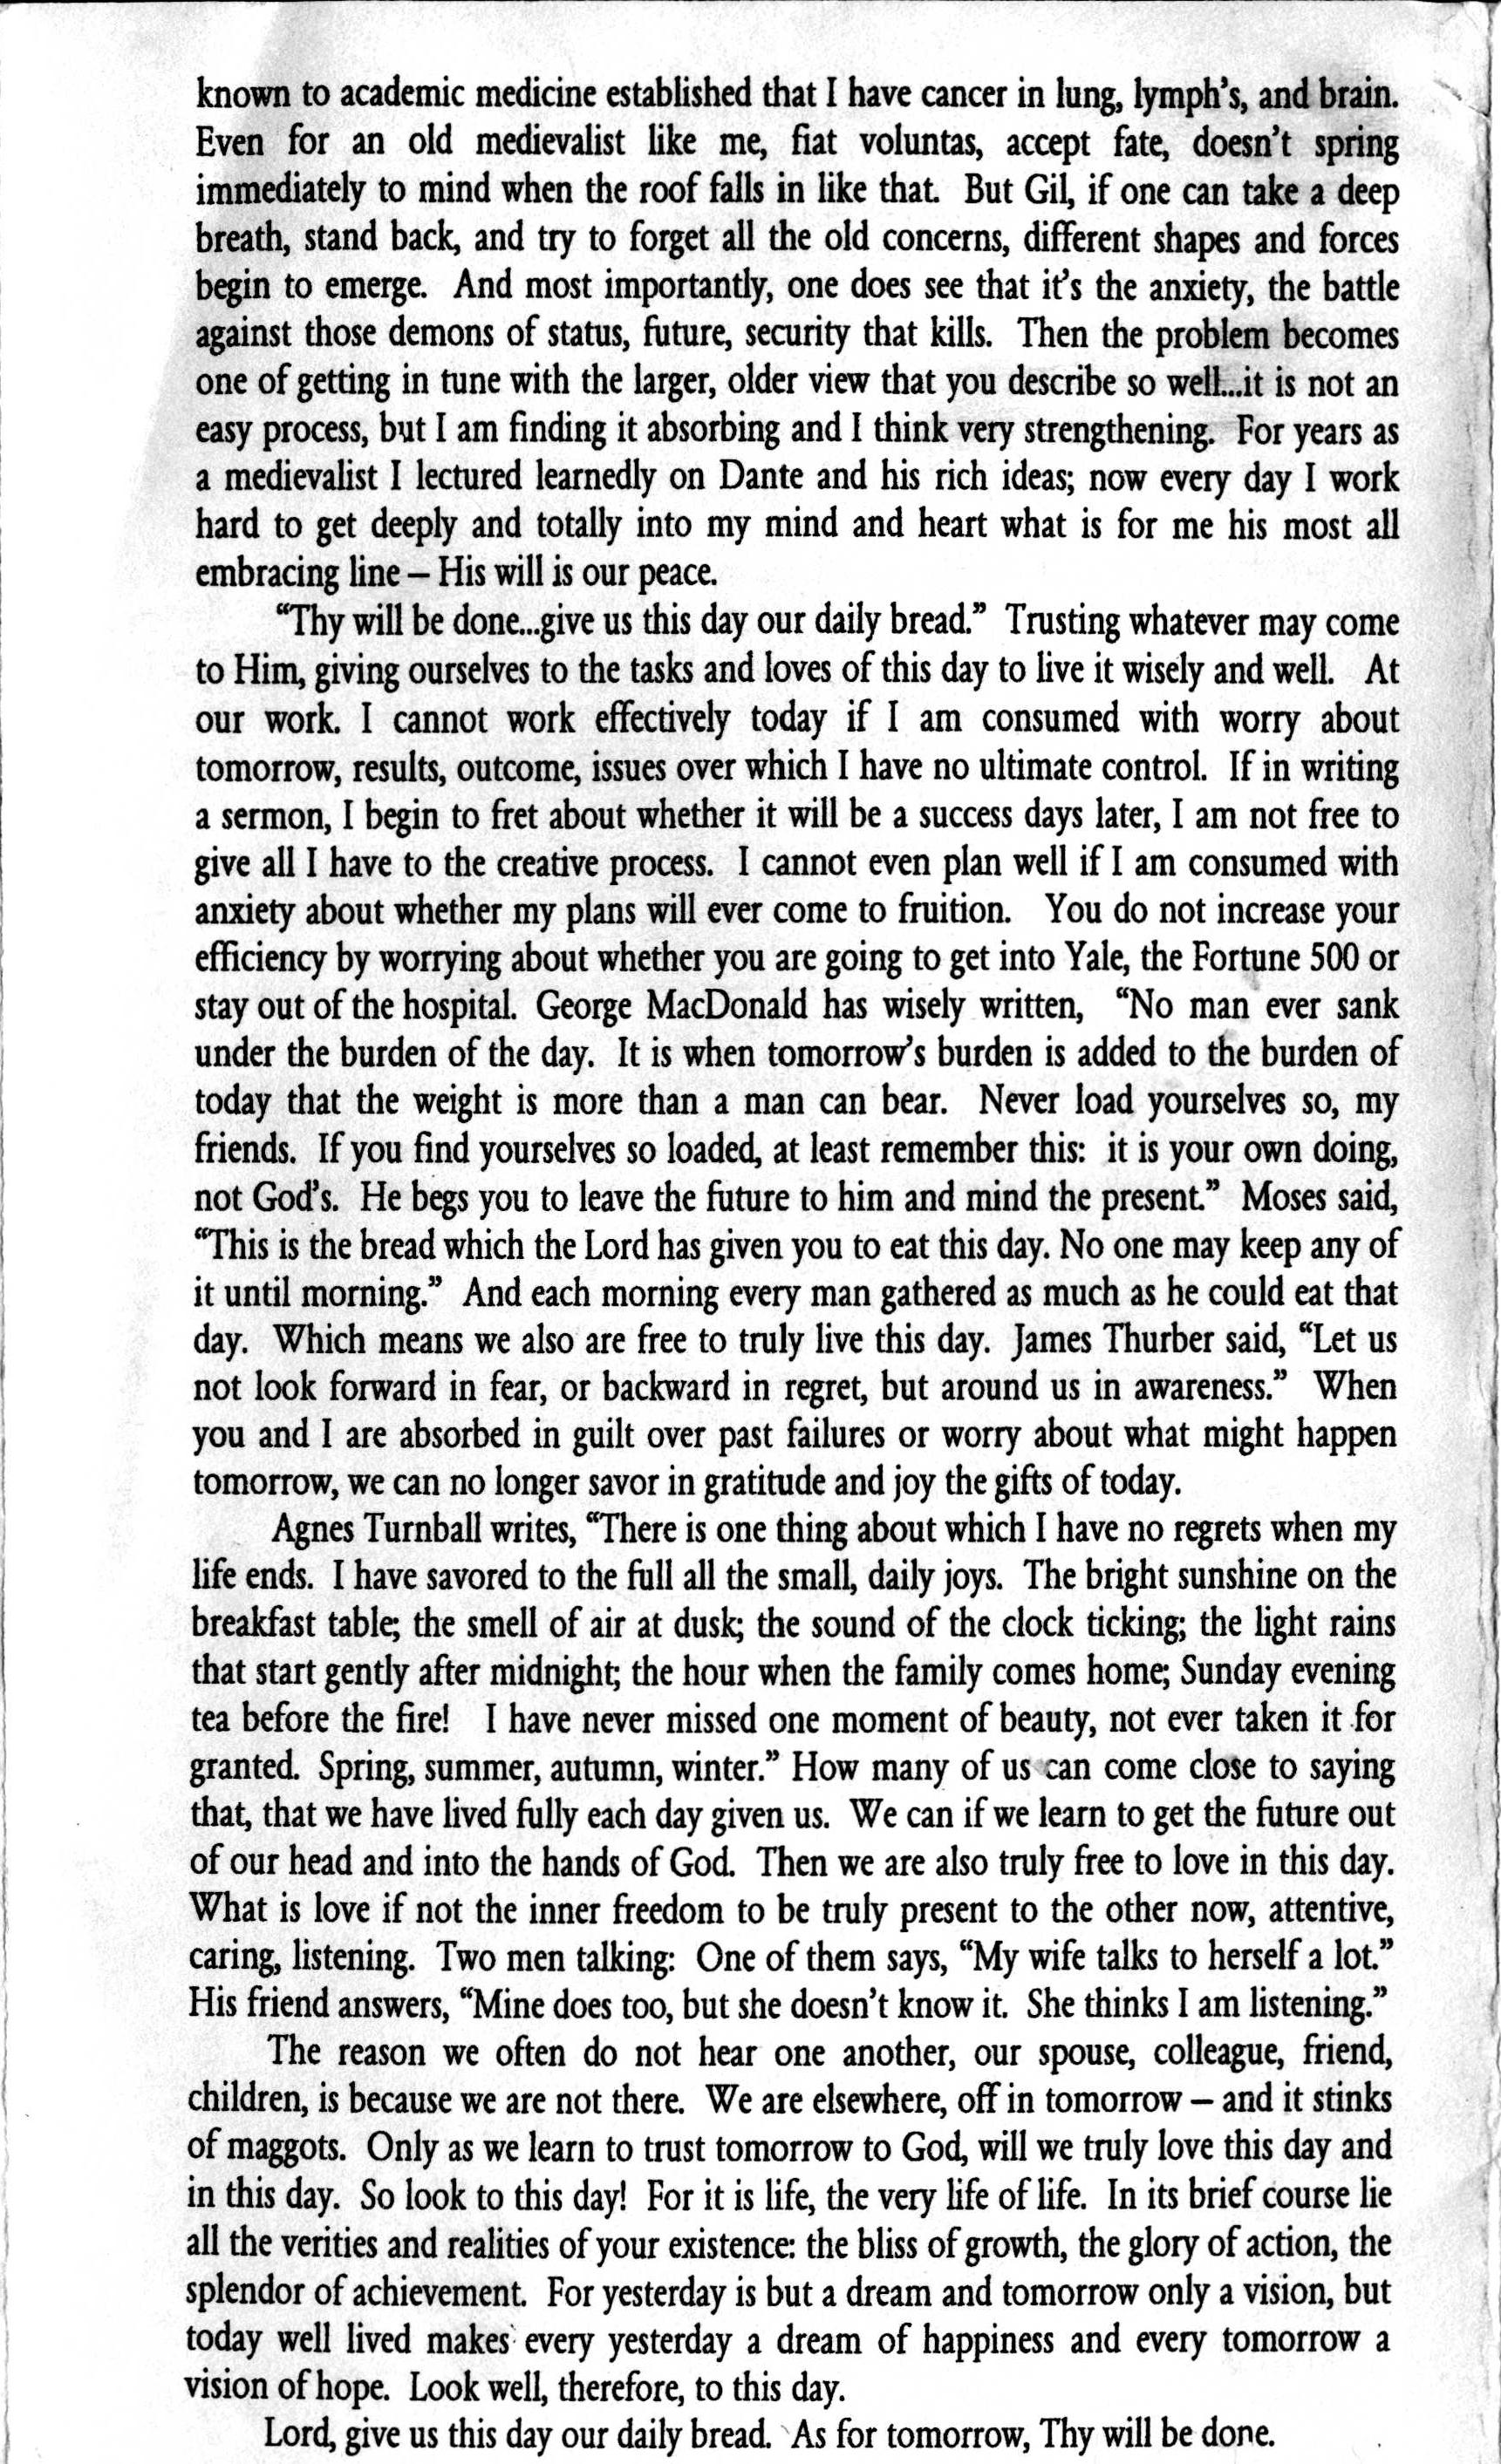 known to academic medicine established that I have cancer in lung, lymph's, and brain.
Even for an old medievalist like me, fiat voluntas, accept fate, doesn't spring
immediately to mind when the roof falls in like that. But Gil, if one can take a deep
breath, stand back, and try to forget all the old concerns, different shapes and forces
begin to emerge. And most importantly, one does see that it's the anxiety, the battle
against those demons of status, future, security that kills. Then the problem becomes
one of getting in tune with the larger, older view that you describe so well...it is not an
easy process, but I am finding it absorbing and I think very strengthening. For years as
a medievalist I lectured learnedly on Dante and his rich ideas; now every day I work
hard to get deeply and totally into my mind and heart what is for me his most all
embracing line – His will is our peace.
“Thy will be done...give us this day our daily bread.” Trusting whatever may come
to Him, giving ourselves to the tasks and loves of this day to live it wisely and well. At
our work. I cannot work effectively today if I am consumed with worry about
tomorrow, results, outcome, issues over which I have no ultimate control. If in writing
a sermon, I begin to fret about whether it will be a success days later, I am not free to
give all I have to the creative process. I cannot even plan well if I am consumed with
anxiety about whether my plans will ever come to fruition. You do not increase your
efficiency by worrying about whether you are going to get into Yale, the Fortune 500 or
stay out of the hospital. George MacDonald has wisely written, “No man ever sank
under the burden of the day. It is when tomorrow's burden is added to the burden of
today that the weight is more than a man can bear. Never load yourselves so, my
friends. If you find yourselves so loaded, at least remember this: it is your own doing,
not God's. He begs you to leave the future to him and mind the present.” Moses said,
“This is the bread which the Lord has given you to eat this day. No one may keep any of
it until morning.” And each morning every man gathered as much as he could eat that
day. Which means we also are free to truly live this day. James Thurber said, “Let us
not look forward in fear, or backward in regret, but around us in awareness.” When
you and I are absorbed in guilt over past failures or worry about what might happen
tomorrow, we can no longer savor in gratitude and joy the gifts of today.
Agnes Turnball writes, “There is one thing about which I have no regrets when my
life ends. I have savored to the full all the small, daily joys. The bright sunshine on the
breakfast table; the smell of air at dusk; the sound of the clock ticking; the light rains
that start gently after midnight; the hour when the family comes home; Sunday evening
tea before the fire! I have never missed one moment of beauty, not ever taken it for
granted. Spring, summer, autumn, winter.” How many of us can come close to saying
that, that we have lived fully each day given us. We can if we learn to get the future out
of our head and into the hands of God. Then we are also truly free to love in this day.
What is love if not the inner freedom to be truly present to the other now, attentive,
caring, listening. Two men talking: One of them says, “My wife talks to herself a lot.”
His friend answers, “Mine does too, but she doesn't know it. She thinks I am listening.”
The reason we often do not hear one another, our spouse, colleague, friend,
children, is because we are not there. We are elsewhere, off in tomorrow – and it stinks
of maggots. Only as we learn to trust tomorrow to God, will we truly love this day and
in this day. So look to this day! For it is life, the very life of life. In its brief course lie
all the verities and realities of your existence: the bliss of growth, the glory of action, the
splendor of achievement. For yesterday is but a dream and tomorrow only a vision, but
today well lived makes every yesterday a dream of happiness and every tomorrow a
vision of hope. Look well, therefore, to this day.
Lord, give us this day our daily bread. As for tomorrow, Thy will be done.